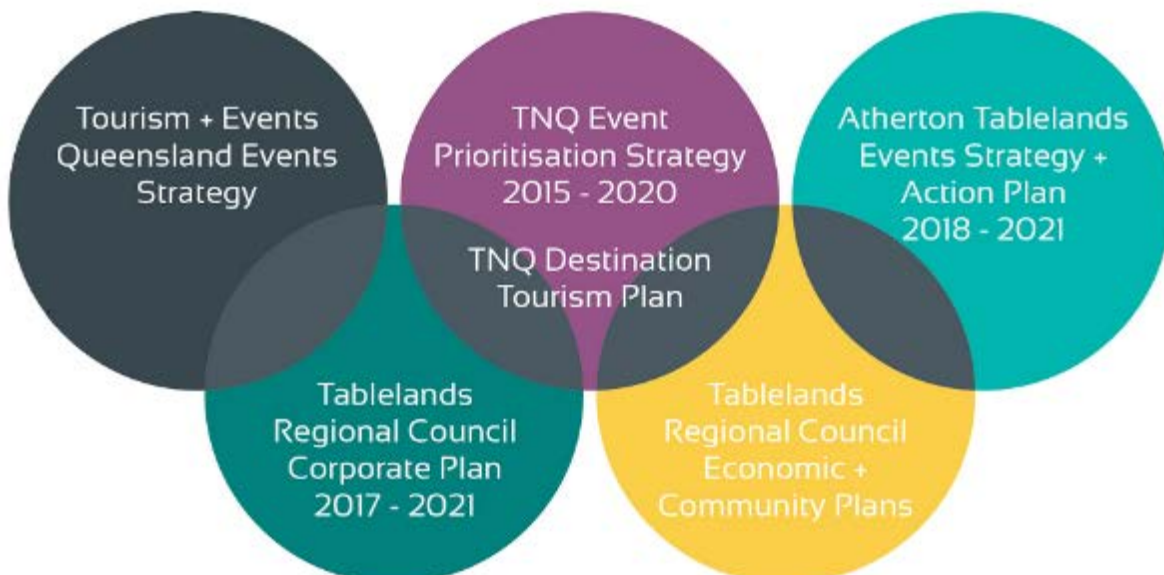 Tourism + Events
Queensland Events
Strategy
TNQ Event
Prioritisation Strategy
2015 - 2020
TNQ Destination
Tourism Plan
Atherton Tablelands
Events Strategy +
Action Plan
2018 - 2021
Tablelands
Regional Council
Corporate Plan
2017 - 2021
Tablelands
Regional Council
Economic +
Community Plans